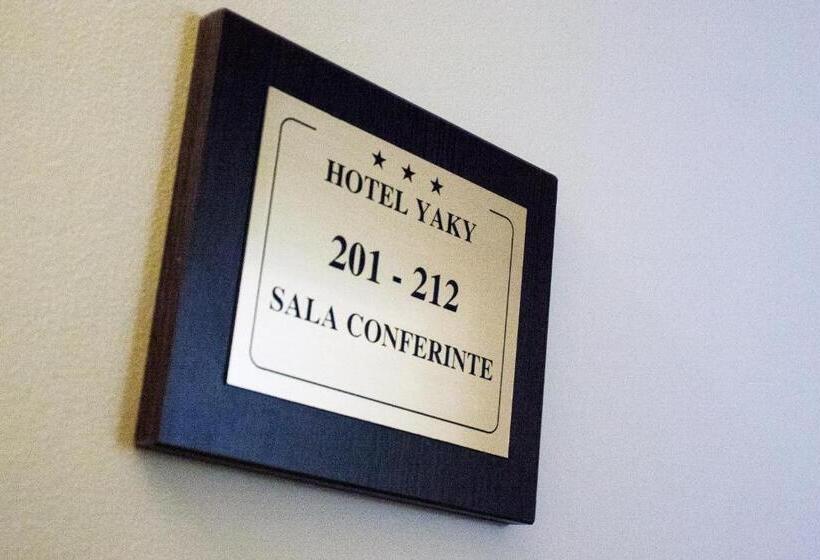 ★ ★ ★
HOTEL YAKY
201 - 212
SALA CONFERINTE